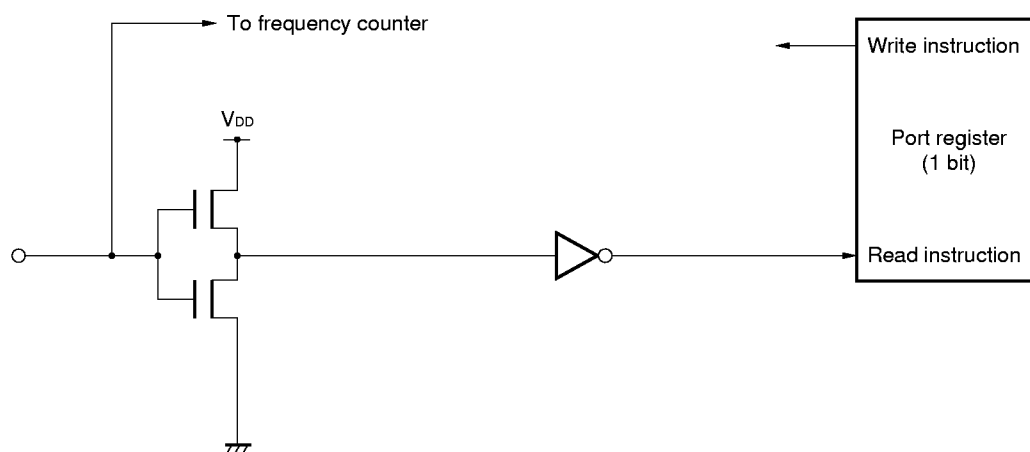 To frequency counter
Write instruction
VDD
Port register
(1 bit)
Read instruction